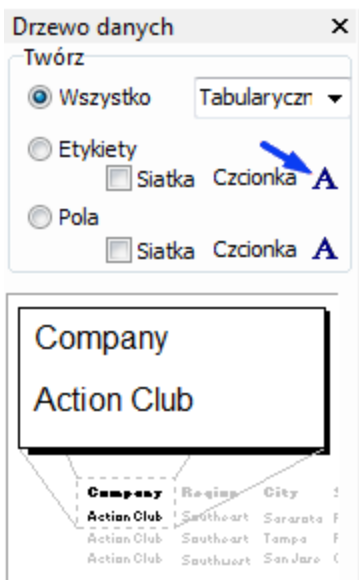 Drzewo danych
Twórz
Wszystko Tabularyczn
Etykiety
Siatka Czcionka A
Pola
Siatka Czcionka A
Company
Action Club
Company Region City
Action Club Southeast Sarasota F
Action Club Southeast Tampa F
Action Club Southwest San Jose